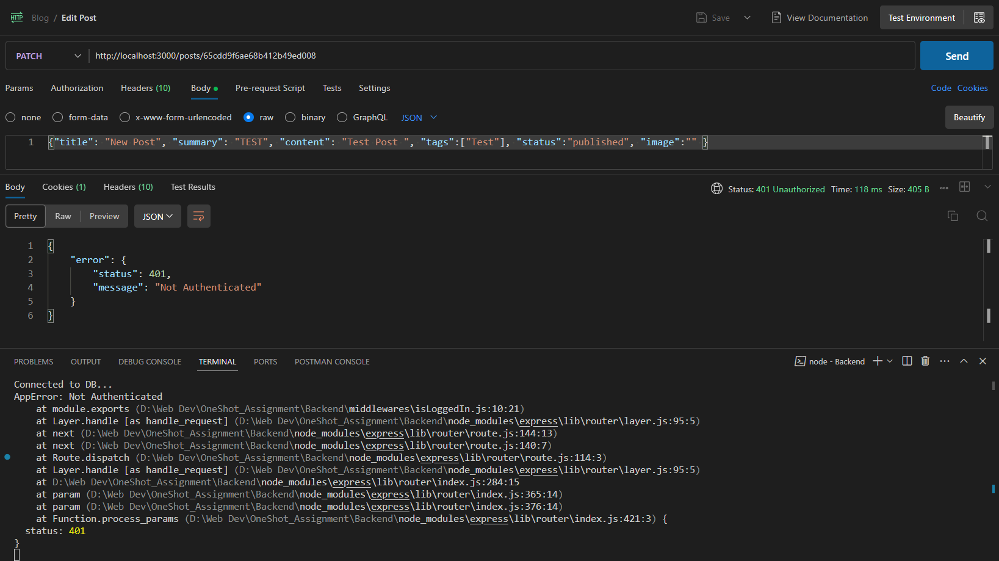 HTTP Blog / Edit Post Save View Documentation Test Environment
PATCH http://localhost:3000/posts/65cdd9f6ae68b412b49ed008 Send
Params Authorization Headers (10) Body Pre-request Script Tests Settings Code Cookies
none form-data x-www-form-urlencoded raw binary GraphQL JSON Beautify
1 {"title": "New Post", "summary": "TEST", "content": "Test Post ", "tags":["Test"], "status":"published", "image":"" }
Body Cookies (1) Headers (10) Test Results Status: 401 Unauthorized Time: 118 ms Size: 405 B
Pretty Raw Preview JSON
1 {
2 "error": {
3 "status": 401,
4 "message": "Not Authenticated"
5 }
6 }
PROBLEMS OUTPUT DEBUG CONSOLE TERMINAL PORTS POSTMAN CONSOLE node - Backend
Connected to DB...
AppError: Not Authenticated
at module.exports (D:\Web Dev\OneShot_Assignment\Backend\middlewares\isLoggedIn.js:10:21)
at Layer.handle [as handle_request] (D:\Web Dev\OneShot_Assignment\Backend\node_modules\express\lib\router\layer.js:95:5)
at next (D:\Web Dev\OneShot_Assignment\Backend\node_modules\express\lib\router\route.js:144:13)
at next (D:\Web Dev\OneShot_Assignment\Backend\node_modules\express\lib\router\route.js:140:7)
at Route.dispatch (D:\Web Dev\OneShot_Assignment\Backend\node_modules\express\lib\router\route.js:114:3)
at Layer.handle [as handle_request] (D:\Web Dev\OneShot_Assignment\Backend\node_modules\express\lib\router\layer.js:95:5)
at D:\Web Dev\OneShot_Assignment\Backend\node_modules\express\lib\router\index.js:284:15
at param (D:\Web Dev\OneShot_Assignment\Backend\node_modules\express\lib\router\index.js:365:14)
at param (D:\Web Dev\OneShot_Assignment\Backend\node_modules\express\lib\router\index.js:376:14)
at Function.process_params (D:\Web Dev\OneShot_Assignment\Backend\node_modules\express\lib\router\index.js:421:3) {
status: 401
}